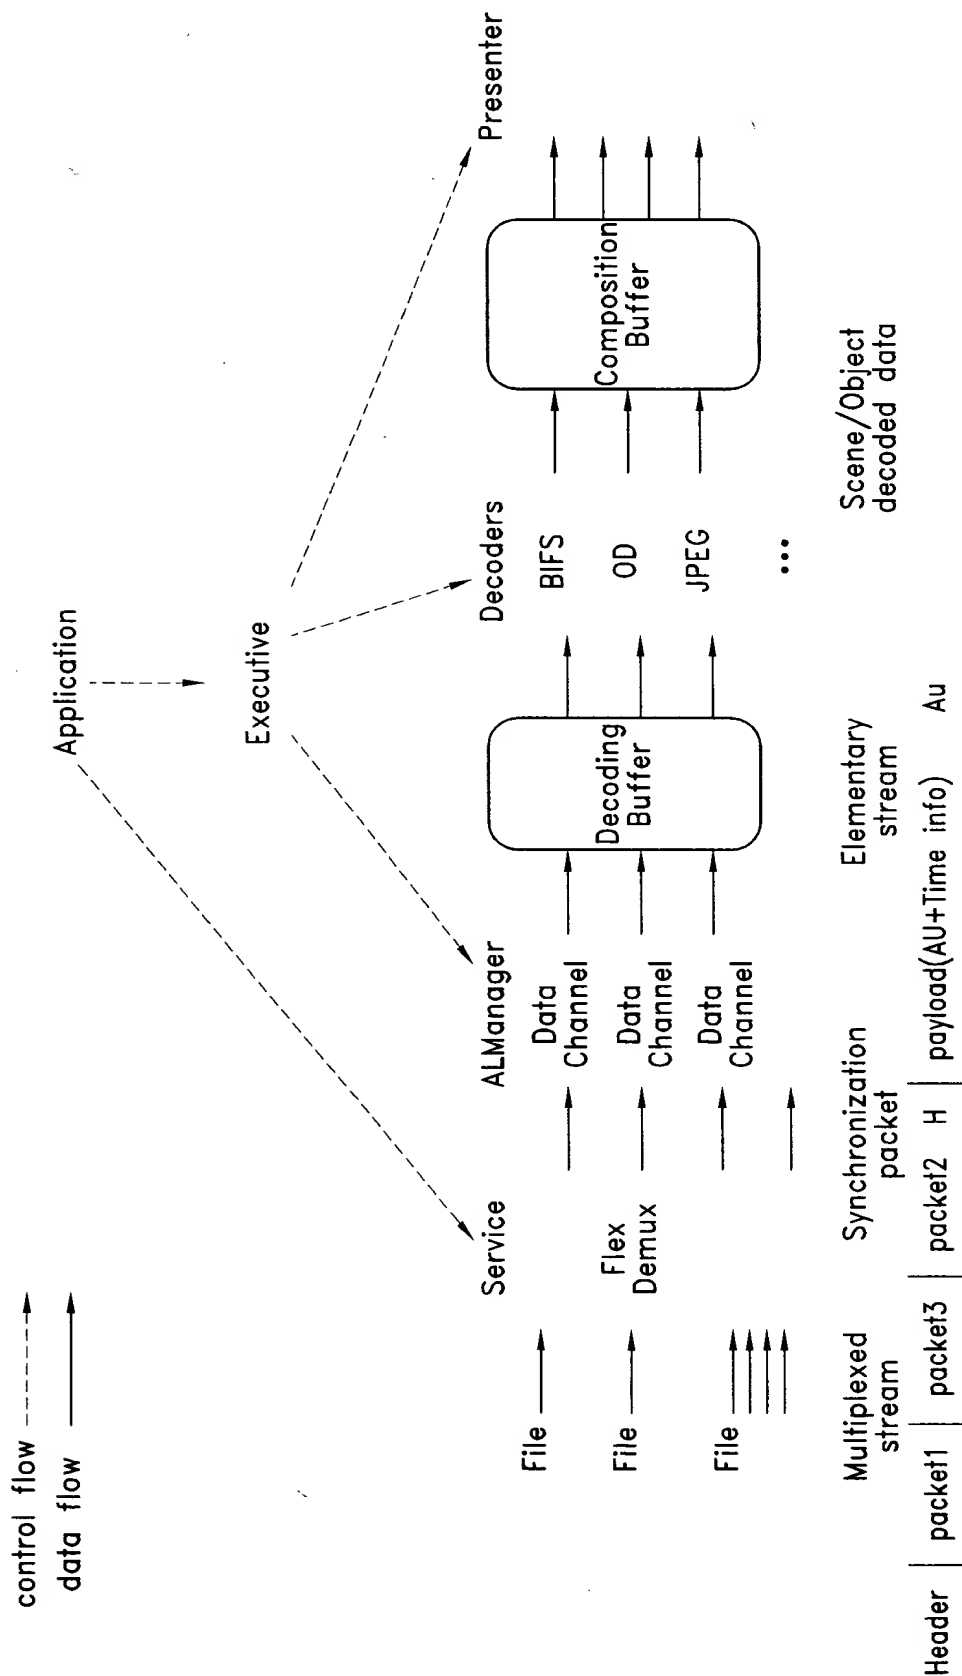 control flow
data flow
Application
Executive
Service
ALManager
Decoders
Presenter
File
File
File
Flex
Demux
Data
Channel
Data
Channel
Data
Channel
Decoding
Buffer
BIFS
OD
JPEG
...
Composition
Buffer
Multiplexed
stream
Synchronization
packet
Elementary
stream
Scene/Object
decoded data
Header | packet1 | packet3 | packet2 H | payload(AU+Time info) Au